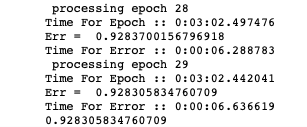 processing epoch 28
Time For Epoch :: 0:03:02.497476
Err =  0.9283700156796918
Time For Error :: 0:00:06.288783
processing epoch 29
Time For Epoch :: 0:03:02.442041
Err =  0.928305834760709
Time For Error :: 0:00:06.636619
0.928305834760709